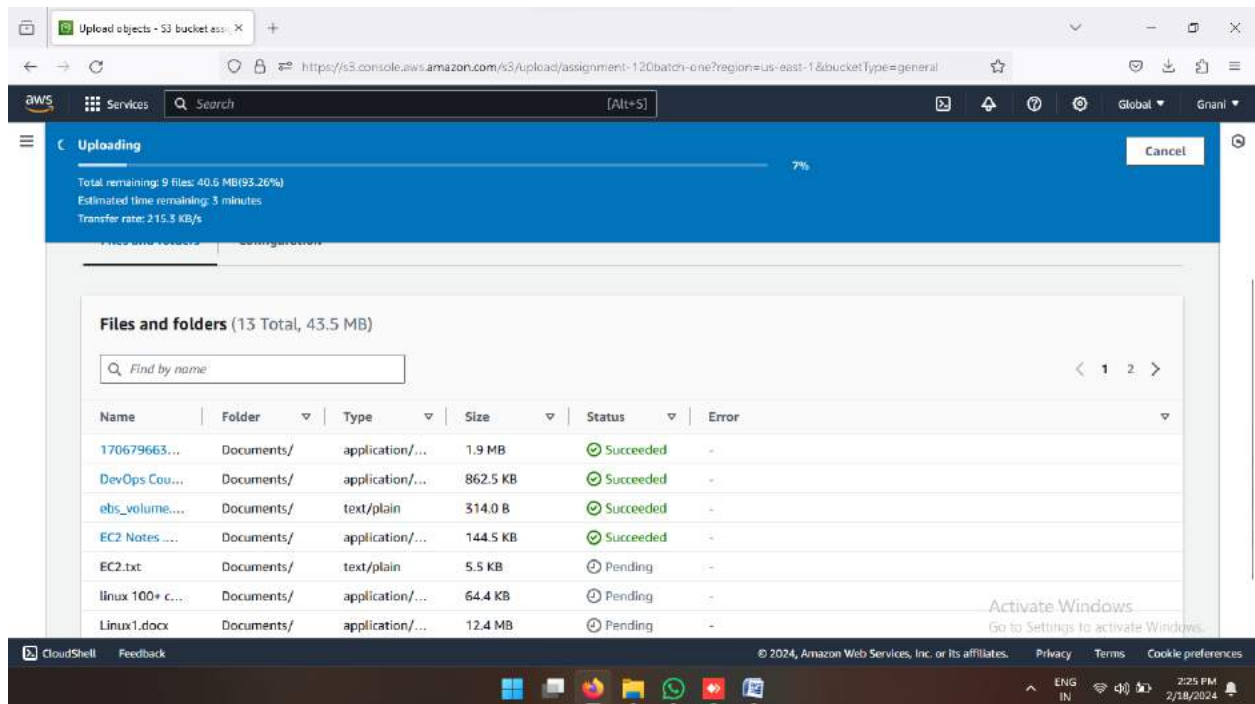 Upload objects - S3 bucket ass
https://s3.console.aws.amazon.com/s3/upload/assignment-120batch-one?region=us-east-1&bucketType=general
aws Services Search [Alt+S] Global Gnani
Uploading
7%
Cancel
Total remaining: 9 files: 40.6 MB(93.26%)
Estimated time remaining: 3 minutes
Transfer rate: 215.3 KB/s
Files and folders Configuration
Files and folders (13 Total, 43.5 MB)
Find by name 1 2
Name Folder Type Size Status Error
170679663... Documents/ application/... 1.9 MB Succeeded -
DevOps Cou... Documents/ application/... 862.5 KB Succeeded -
ebs_volume.... Documents/ text/plain 314.0 B Succeeded -
EC2 Notes .... Documents/ application/... 144.5 KB Succeeded -
EC2.txt Documents/ text/plain 5.5 KB Pending -
linux 100+ c... Documents/ application/... 64.4 KB Pending -
Linux1.docx Documents/ application/... 12.4 MB Pending -
Activate Windows
Go to Settings to activate Windows.
CloudShell Feedback © 2024, Amazon Web Services, Inc. or its affiliates. Privacy Terms Cookie preferences
ENG 2:25 PM
IN 2/18/2024